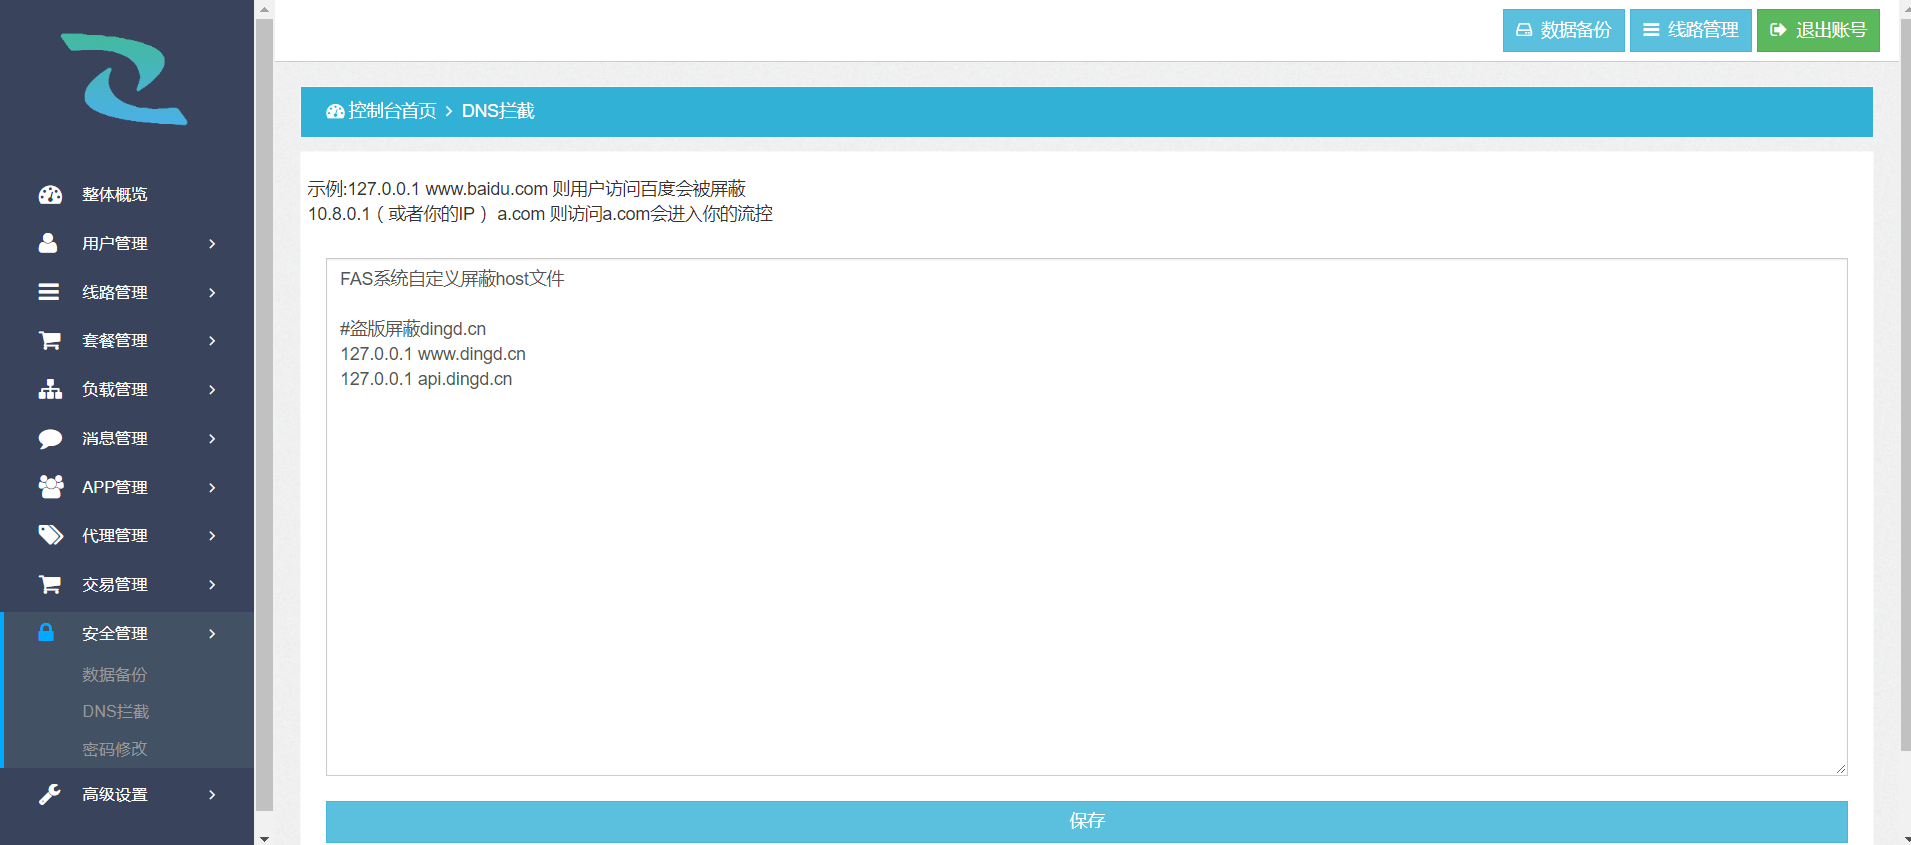 数据备份
线路管理
退出账号
控制台首页 > DNS拦截
整体概览
用户管理
线路管理
套餐管理
负载管理
消息管理
APP管理
代理管理
交易管理
安全管理
数据备份
DNS拦截
密码修改
高级设置
示例:127.0.0.1 www.baidu.com 则用户访问百度会被屏蔽
10.8.0.1（或者你的IP） a.com 则访问a.com会进入你的流控
FAS系统自定义屏蔽host文件
#盗版屏蔽dingd.cn
127.0.0.1 www.dingd.cn
127.0.0.1 api.dingd.cn
保存